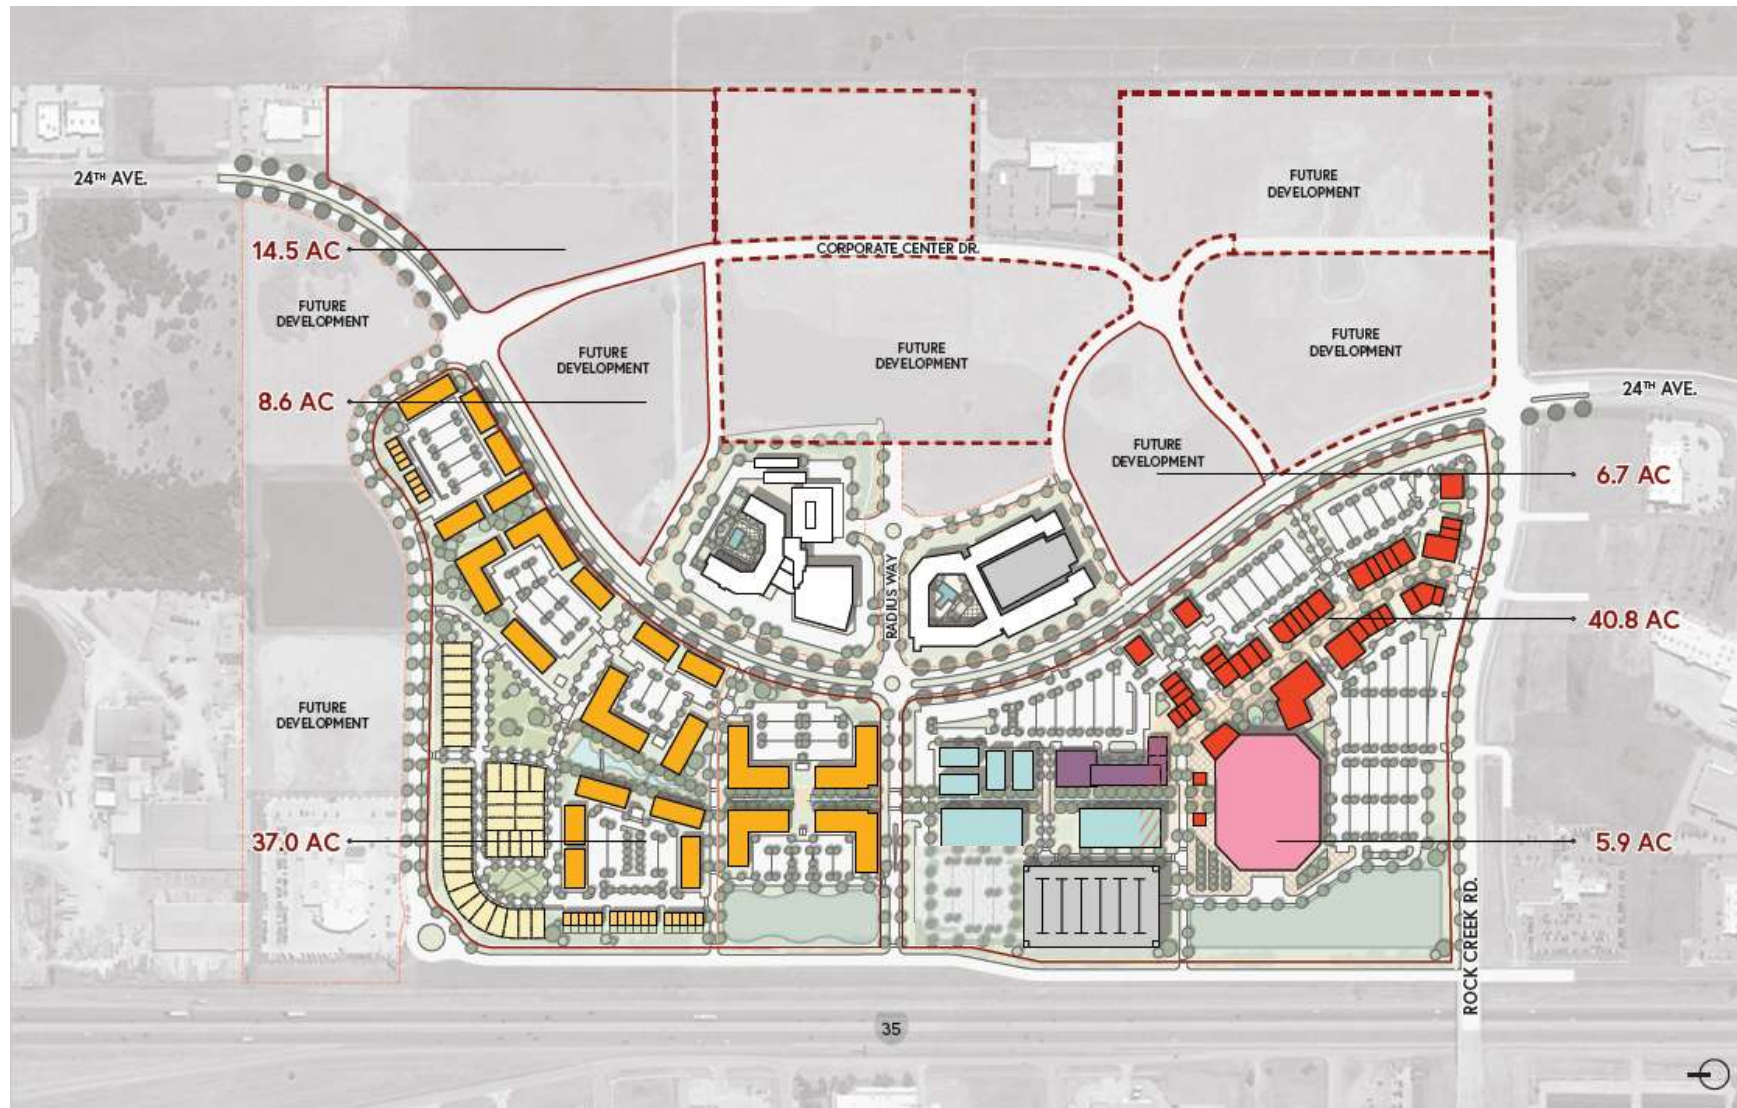 24TH AVE.
FUTURE
DEVELOPMENT
14.5 AC
CORPORATE CENTER DR.
FUTURE
DEVELOPMENT
FUTURE
DEVELOPMENT
FUTURE
DEVELOPMENT
FUTURE
DEVELOPMENT
24TH AVE.
8.6 AC
FUTURE
DEVELOPMENT
6.7 AC
RADIUS WAY
40.8 AC
FUTURE
DEVELOPMENT
37.0 AC
5.9 AC
ROCK CREEK RD.
35